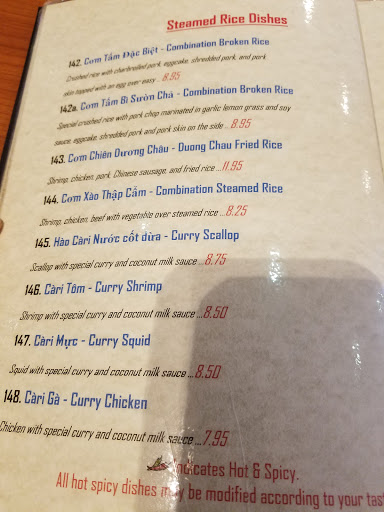 Steamed Rice Dishes
142. Cơm Tấm Đặc Biệt - Combination Broken Rice
Crushed rice with charbroiled pork, eggcake, shredded pork, and pork
skin topped with an egg over easy .. 8.95
142a. Cơm Tấm Bì Sườn Chả - Combination Broken Rice
Special crushed rice with pork chop marinated in garlic lemon grass and soy
sauce, eggcake, shredded pork and pork skin on the side .. 8.95
143. Cơm Chiên Dương Châu - Duong Chau Fried Rice
Shrimp, chicken, pork, Chinese sausage, and fried rice ...11.95
144. Cơm Xào Thập Cẩm - Combination Steamed Rice
Shrimp, chicken, beef with vegetable over steamed rice ...8.25
145. Hào Càri Nước cốt dừa - Curry Scallop
Scallop with special curry and coconut milk sauce ...8.75
146. Càri Tôm - Curry Shrimp
Shrimp with special curry and coconut milk sauce ...8.50
147. Càri Mực - Curry Squid
Squid with special curry and coconut milk sauce ...8.50
148. Càri Gà - Curry Chicken
Chicken with special curry and coconut milk sauce ...7.95
indicates Hot & Spicy.
All hot spicy dishes may be modified according to your tas